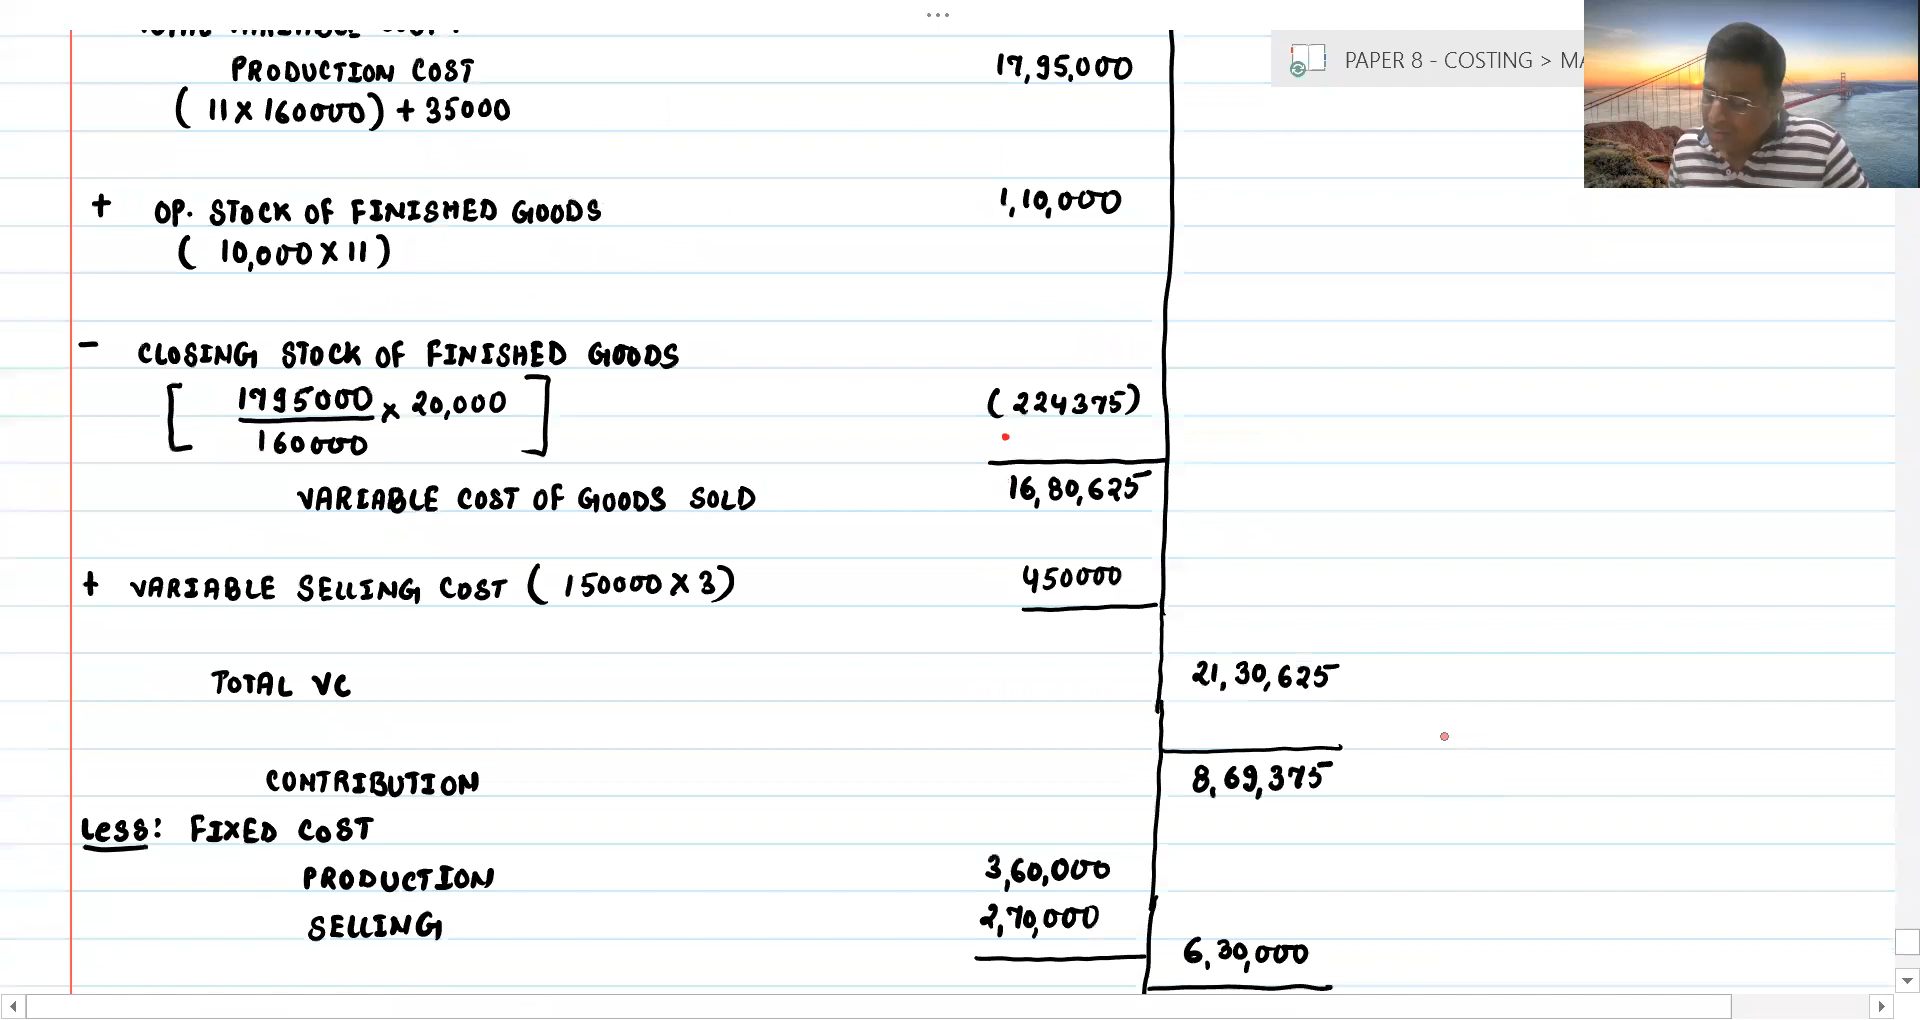 ...
PAPER 8 - COSTING > MA
PRODUCTION COST 17,95,000
( 11 X 160000) + 35000
+ OP. STOCK OF FINISHED GOODS 1,10,000
( 10,000 X 11 )
- CLOSING STOCK OF FINISHED GOODS
[ 1795000 / 160000 X 20,000 ] (224375)
VARIABLE COST OF GOODS SOLD 16,80,625
+ VARIABLE SELLING COST ( 150000 X 3) 450000
TOTAL VC 21,30,625
CONTRIBUTION 8,69,375
Less: FIXED COST
PRODUCTION 3,60,000
SELLING 2,70,000
6,30,000